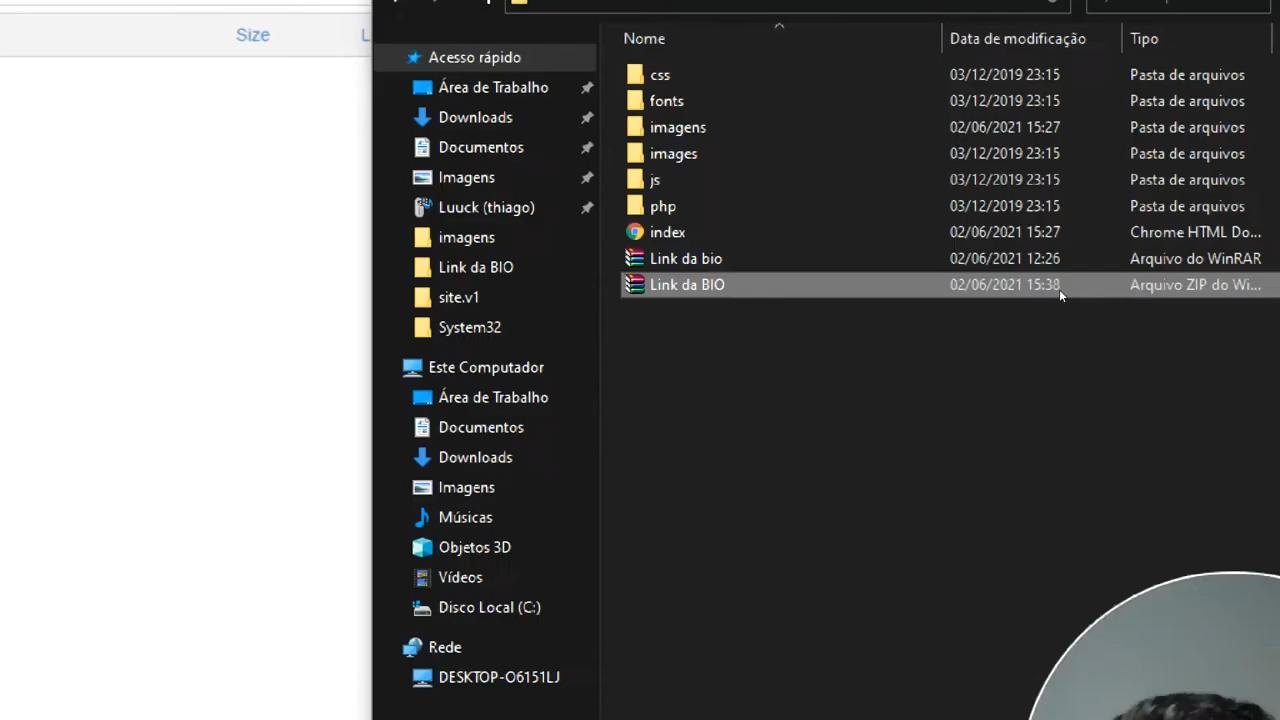 Size
L
Acesso rápido
Área de Trabalho
Downloads
Documentos
Imagens
Luuck (thiago)
imagens
Link da BIO
site.v1
System32
Este Computador
Área de Trabalho
Documentos
Downloads
Imagens
Músicas
Objetos 3D
Vídeos
Disco Local (C:)
Rede
DESKTOP-O6151LJ
Nome Data de modificação Tipo
css 03/12/2019 23:15 Pasta de arquivos
fonts 03/12/2019 23:15 Pasta de arquivos
imagens 02/06/2021 15:27 Pasta de arquivos
images 03/12/2019 23:15 Pasta de arquivos
js 03/12/2019 23:15 Pasta de arquivos
php 03/12/2019 23:15 Pasta de arquivos
index 02/06/2021 15:27 Chrome HTML Do...
Link da bio 02/06/2021 12:26 Arquivo do WinRAR
Link da BIO 02/06/2021 15:38 Arquivo ZIP do Wi...